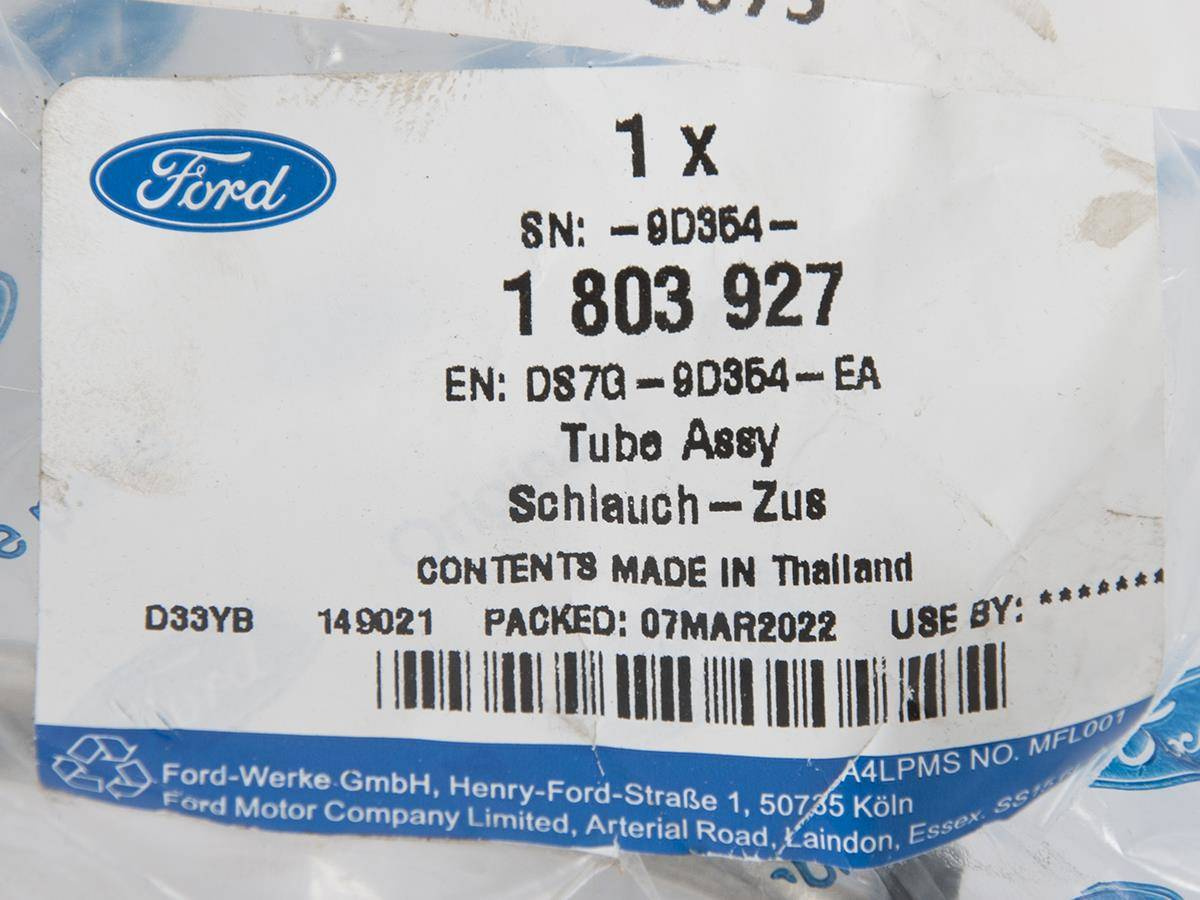 Ford
1 x
SN: -9D354-
1 803 927
EN: DS7G-9D354-EA
Tube Assy
Schlauch-Zus
CONTENTS MADE IN Thailand
D33YB 149021 PACKED: 07MAR2022 USE BY: *******
A4LPMS NO. MFL001
Ford-Werke GmbH, Henry-Ford-Straße 1, 50735 Köln
Ford Motor Company Limited, Arterial Road, Laindon, Essex.